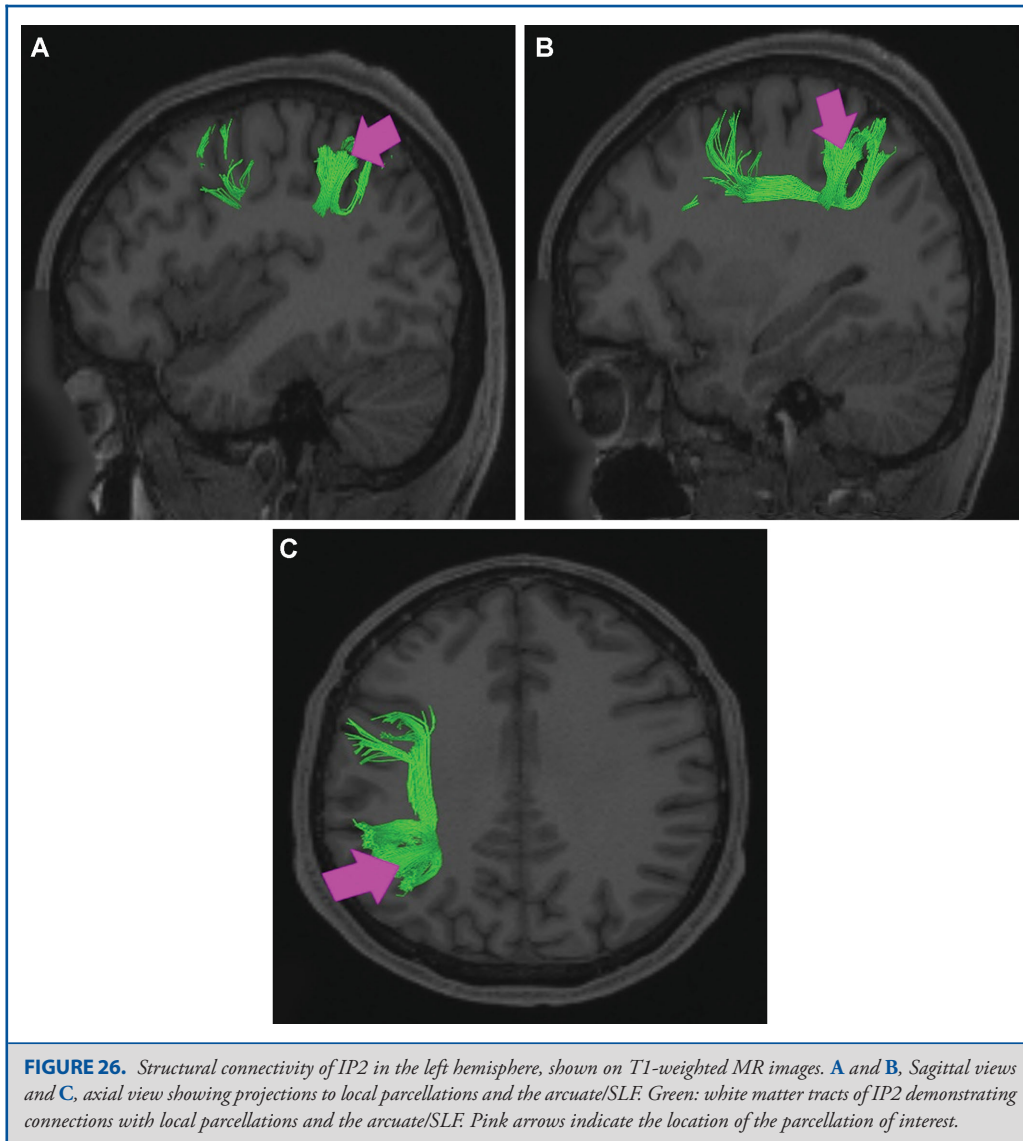 A
B
C
FIGURE 26. Structural connectivity of IP2 in the left hemisphere, shown on T1-weighted MR images. A and B, Sagittal views
and C, axial view showing projections to local parcellations and the arcuate/SLF. Green: white matter tracts of IP2 demonstrating
connections with local parcellations and the arcuate/SLF. Pink arrows indicate the location of the parcellation of interest.